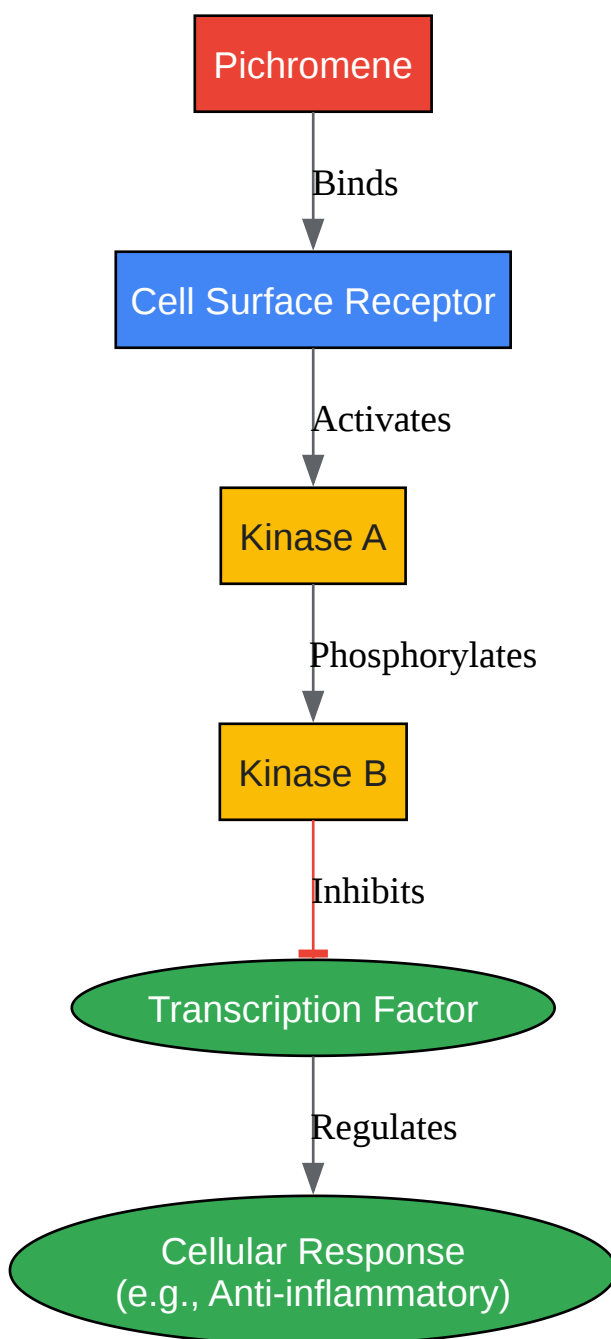 Pichromene
Binds
Cell Surface Receptor
Activates
Kinase A
Phosphorylates
Kinase B
Inhibits
Transcription Factor
Regulates
Cellular Response
(e.g., Anti-inflammatory)